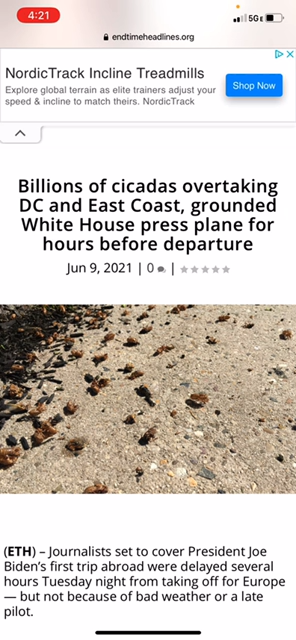 4:21
5GE
endtimeheadlines.org
NordicTrack Incline Treadmills
Explore global terrain as elite trainers adjust your
speed & incline to match theirs. NordicTrack
Shop Now
Billions of cicadas overtaking
DC and East Coast, grounded
White House press plane for
hours before departure
Jun 9, 2021 | 0 |
(ETH) – Journalists set to cover President Joe
Biden's first trip abroad were delayed several
hours Tuesday night from taking off for Europe
— but not because of bad weather or a late
pilot.